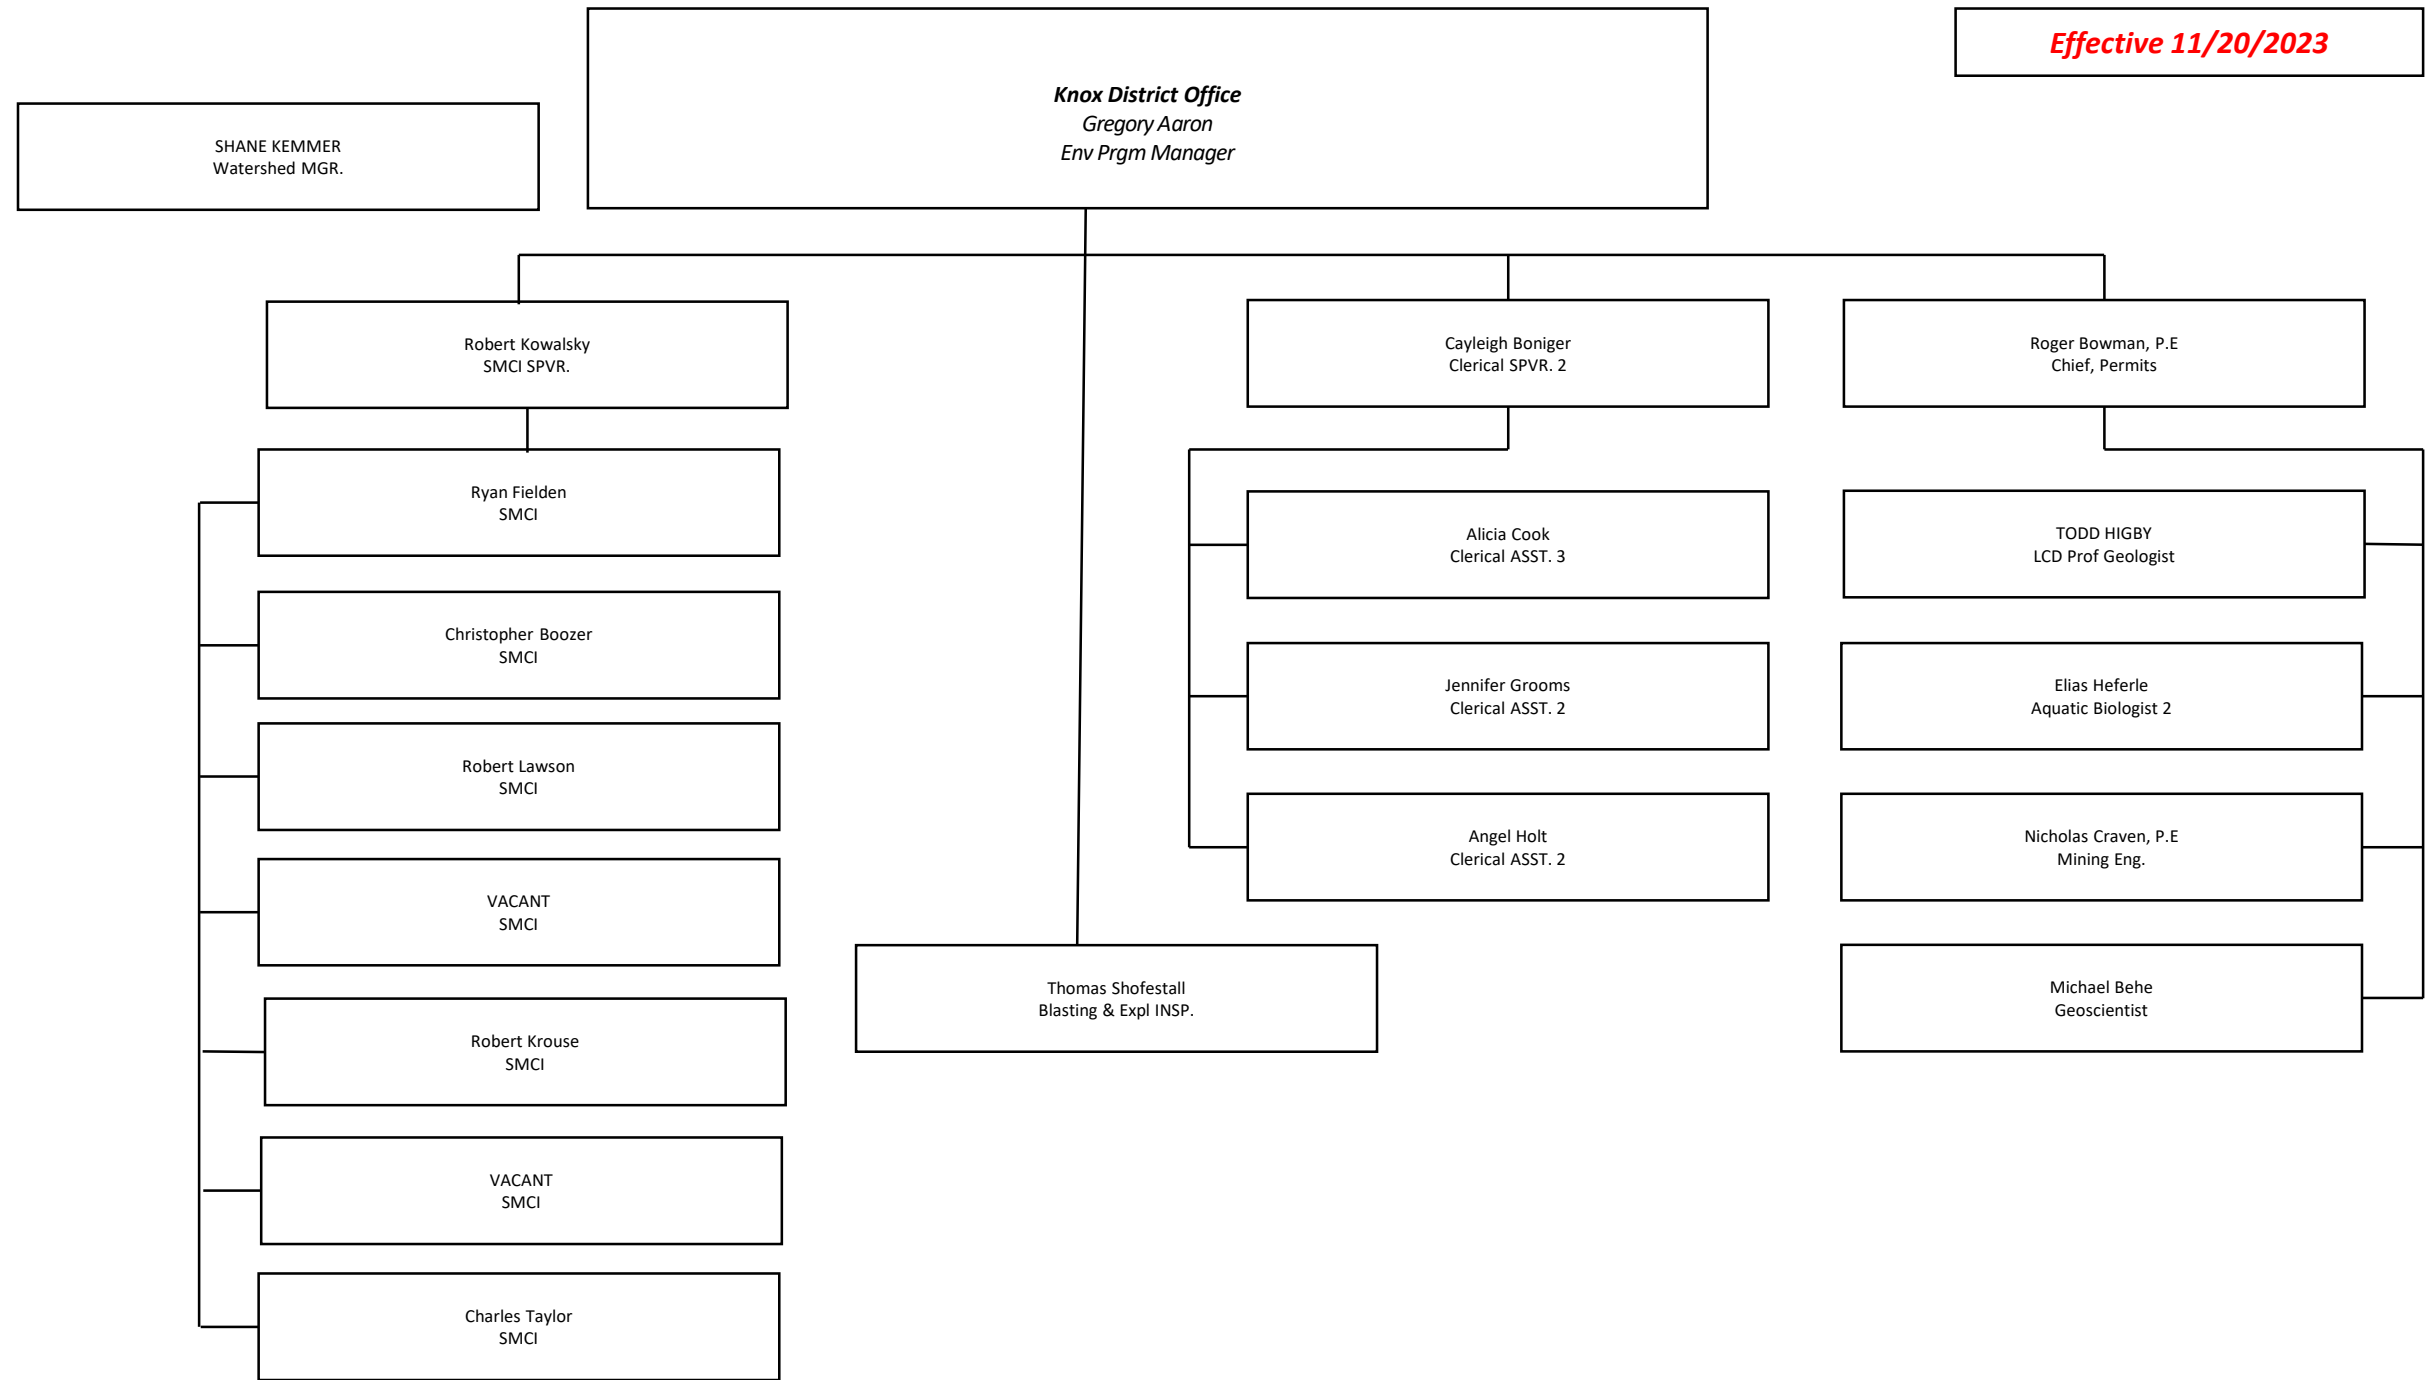 Effective 11/20/2023
Knox District Office
Gregory Aaron
Env Prgm Manager
SHANE KEMMER
Watershed MGR.
Robert Kowalsky
SMCI SPVR.
Cayleigh Boniger
Clerical SPVR. 2
Roger Bowman, P.E
Chief, Permits
Ryan Fielden
SMCI
Christopher Boozer
SMCI
Robert Lawson
SMCI
VACANT
SMCI
Robert Krouse
SMCI
VACANT
SMCI
Charles Taylor
SMCI
Thomas Shofestall
Blasting & Expl INSP.
Alicia Cook
Clerical ASST. 3
Jennifer Grooms
Clerical ASST. 2
Angel Holt
Clerical ASST. 2
TODD HIGBY
LCD Prof Geologist
Elias Heferle
Aquatic Biologist 2
Nicholas Craven, P.E
Mining Eng.
Michael Behe
Geoscientist